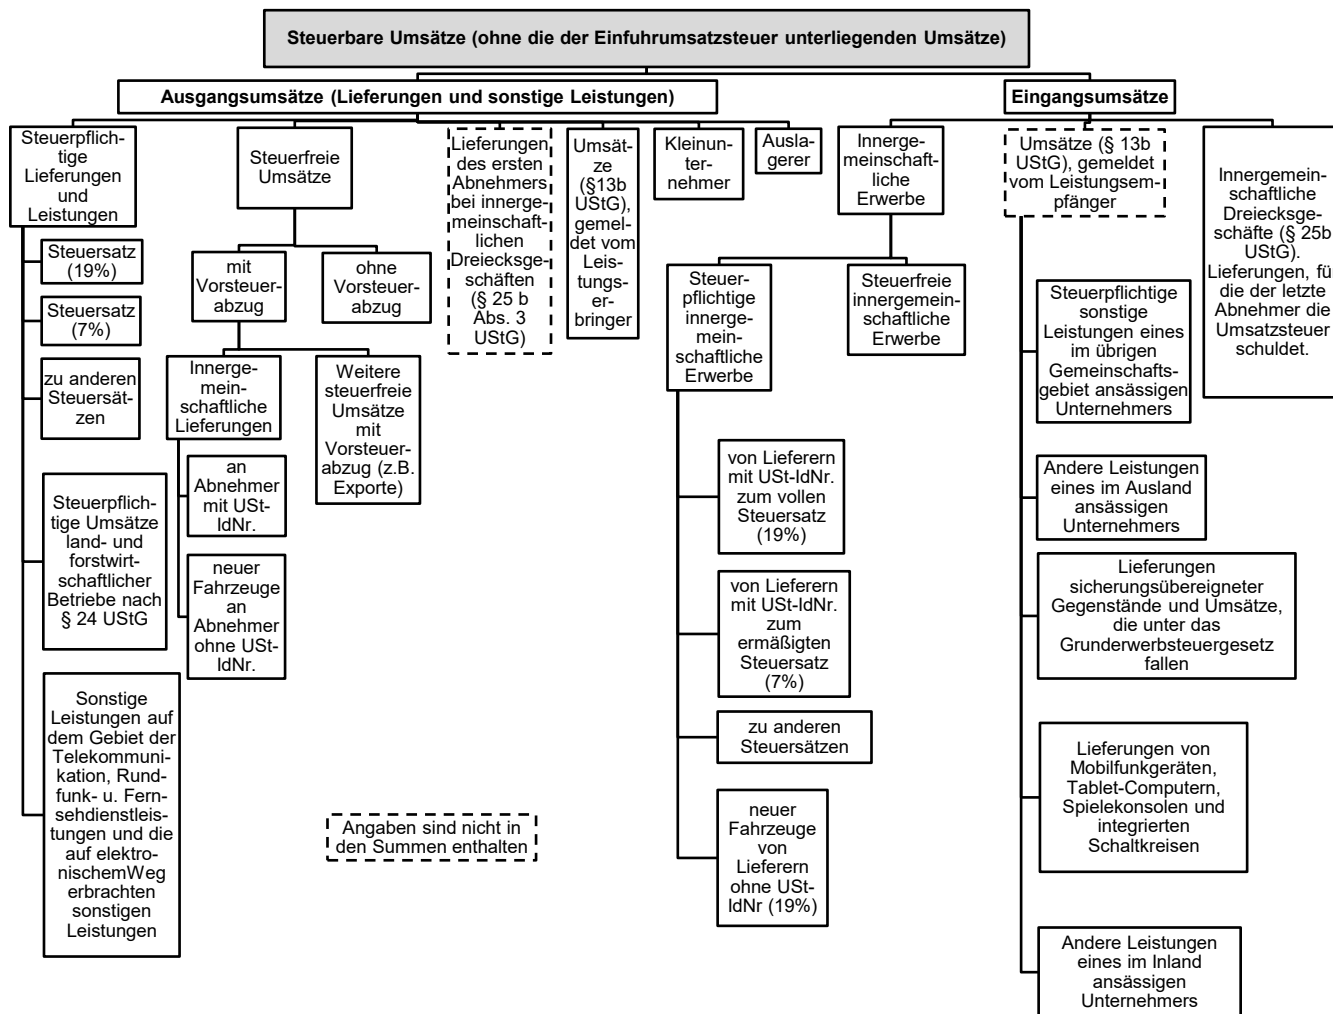 Steuerbare Umsätze (ohne die der Einfuhrumsatzsteuer unterliegenden Umsätze)
Ausgangsumsätze (Lieferungen und sonstige Leistungen)
Eingangsumsätze
Steuerpflich-
tige
Lieferungen
und
Leistungen
Steuerfreie
Umsätze
Lieferungen
des ersten
Abnehmers
bei innerge-
meinschaft-
lichen
Dreiecksge-
schäften
(§ 25 b
Abs. 3
UStG)
Umsät-
ze
(§13b
UStG),
gemel-
det vom
Leis-
tungs-
er-
bringer
Kleinun-
ter-
nehmer
Ausla-
gerer
Innerge-
meinschaft-
liche
Erwerbe
Umsätze (§ 13b
UStG), gemeldet
vom Leistungsem-
pfänger
Innergemein-
schaftliche
Dreiecksge-
schäfte (§ 25b
UStG).
Lieferungen, für
die der letzte
Abnehmer die
Umsatzsteuer
schuldet.
Steuersatz
(19%)
Steuersatz
(7%)
zu anderen
Steuersät-
zen
Steuerpflich-
tige Umsätze
land- und
forstwirt-
schaftlicher
Betriebe nach
§ 24 UStG
Sonstige
Leistungen auf
dem Gebiet der
Telekommuni-
kation, Rund-
funk- u. Fern-
sehdienstleis-
tungen und die
auf elektro-
nischemWeg
erbrachten
sonstigen
Leistungen
mit
Vorsteuer-
abzug
ohne
Vorsteuer-
abzug
Innerge-
mein-
schaftliche
Lieferungen
Weitere
steuerfreie
Umsätze
mit
Vorsteuer-
abzug (z.B.
Exporte)
an
Abnehmer
mit USt-
IdNr.
neuer
Fahrzeuge
an
Abnehmer
ohne USt-
IdNr.
Angaben sind nicht in
den Summen enthalten
Steuer-
pflichtige
innerge-
mein-
schaftliche
Erwerbe
Steuerfreie
innergemein-
schaftliche
Erwerbe
von Lieferern
mit USt-IdNr.
zum vollen
Steuersatz
(19%)
von Lieferern
mit USt-IdNr.
zum
ermäßigten
Steuersatz
(7%)
zu anderen
Steuersätzen
neuer
Fahrzeuge
von
Lieferern
ohne USt-
IdNr (19%)
Steuerpflichtige
sonstige
Leistungen eines
im übrigen
Gemeinschafts-
gebiet ansässigen
Unternehmers
Andere Leistungen
eines im Ausland
ansässigen
Unternehmers
Lieferungen
sicherungsübereigneter
Gegenstände und Umsätze,
die unter das
Grunderwerbsteuergesetz
fallen
Lieferungen von
Mobilfunkgeräten,
Tablet-Computern,
Spielekonsolen und
integrierten
Schaltkreisen
Andere Leistungen
eines im Inland
ansässigen
Unternehmers